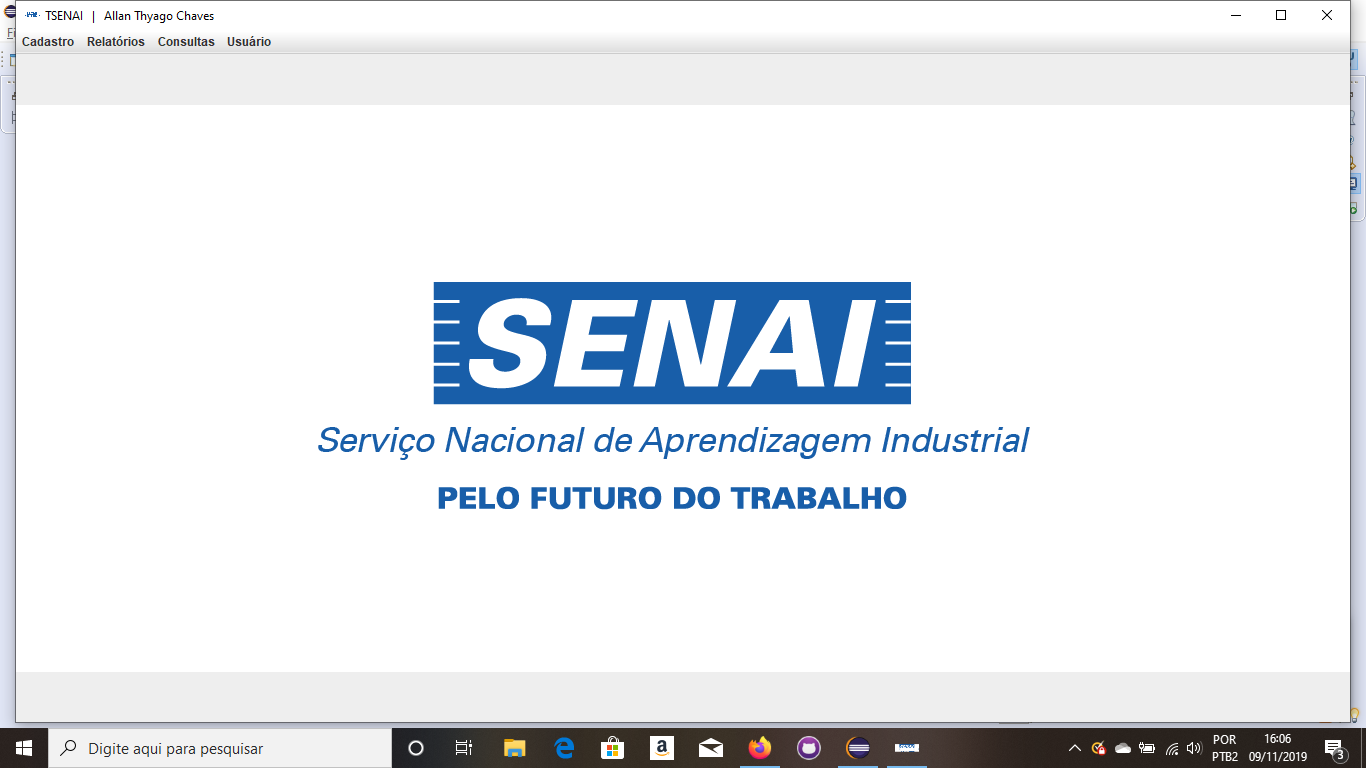 TSENAI | Allan Thyago Chaves
Cadastro Relatórios Consultas Usuário
SENAI
Serviço Nacional de Aprendizagem Industrial
PELO FUTURO DO TRABALHO
Digite aqui para pesquisar
a
POR
PTB2
16:06
09/11/2019
3